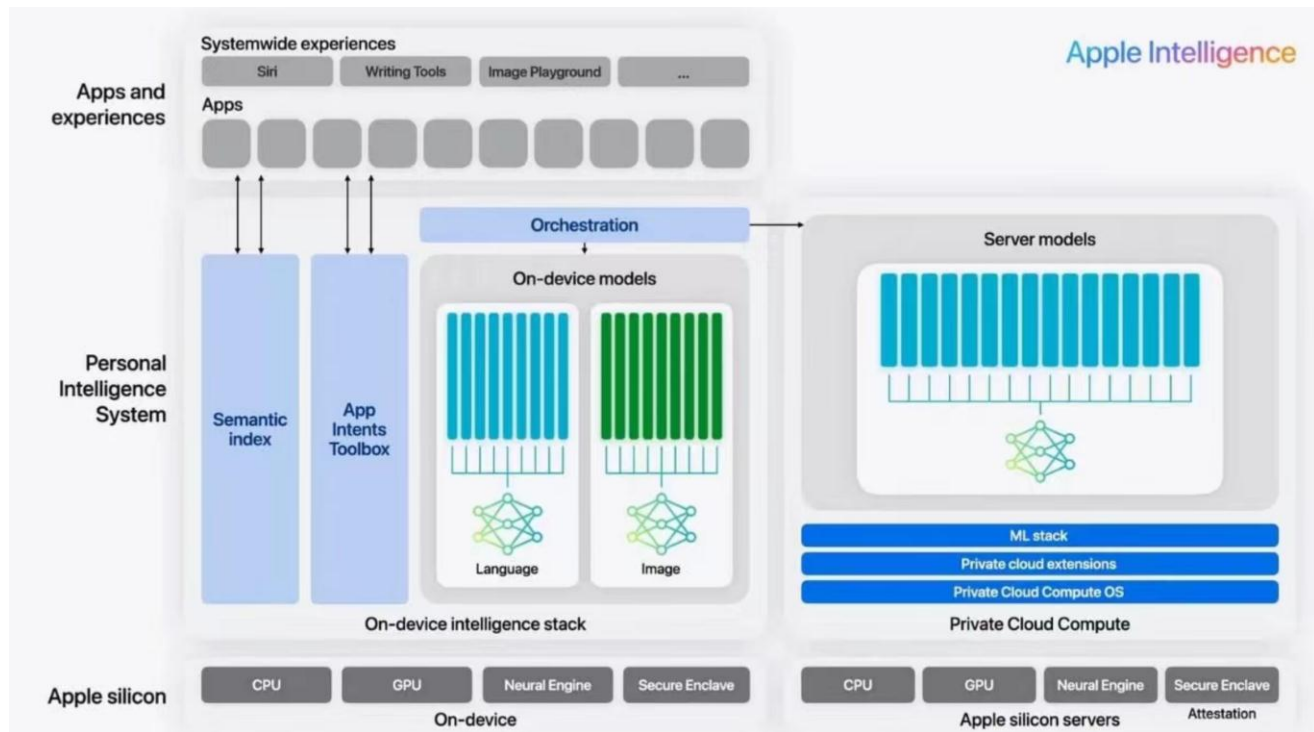 Apple Intelligence
Apps and
experiences
Systemwide experiences
Siri
Writing Tools
Image Playground
...
Apps
Personal
Intelligence
System
Semantic
index
App
Intents
Toolbox
Orchestration
On-device models
Language
Image
On-device intelligence stack
Server models
ML stack
Private cloud extensions
Private Cloud Compute OS
Private Cloud Compute
Apple silicon
CPU
GPU
Neural Engine
Secure Enclave
On-device
CPU
GPU
Neural Engine
Secure Enclave
Attestation
Apple silicon servers